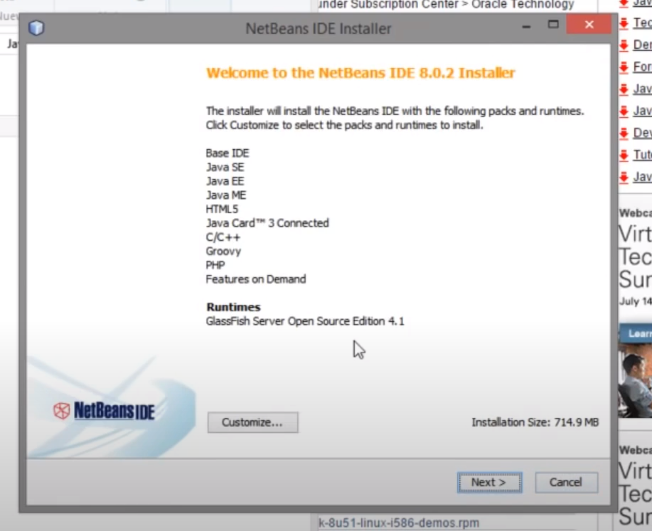 under Subscription Center > Oracle Technology
NetBeans IDE Installer
Welcome to the NetBeans IDE 8.0.2 Installer
The installer will install the NetBeans IDE with the following packs and runtimes.
Click Customize to select the packs and runtimes to install.
Base IDE
Java SE
Java EE
Java ME
HTML5
Java Card™ 3 Connected
C/C++
Groovy
PHP
Features on Demand
Runtimes
GlassFish Server Open Source Edition 4.1
NetBeans IDE
Customize...
Installation Size: 714.9 MB
Next >
Cancel
k-8u51-linux-i586-demos.rpm
Ja
Jav
Tec
Der
For
Jav
Jav
Dev
Tut
Jav
Webca
Virt
Tec
Sur
July 14
Learn
Webca
Virt
Tec
Sur